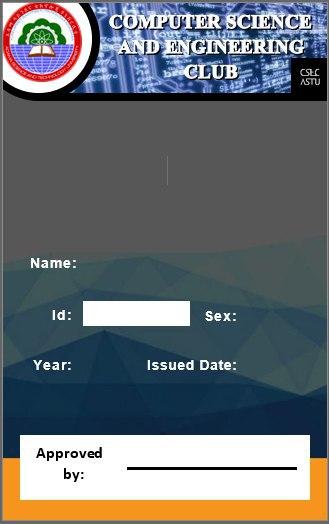 COMPUTER SCIENCE
AND ENGINEERING
CLUB
CSEC
ASTU
Name:
Id:
Sex:
Year:
Issued Date:
Approved
by: